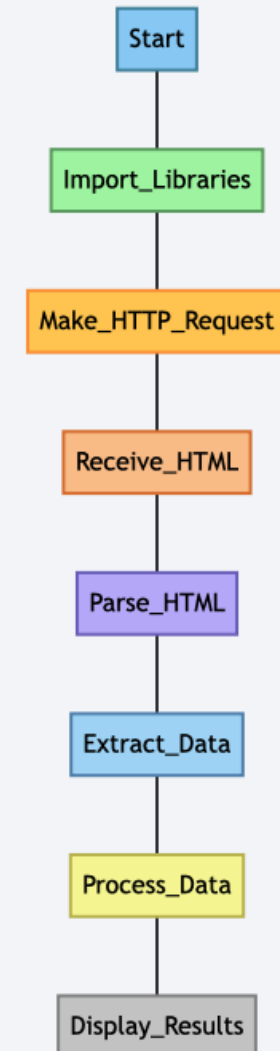 Start
Import_Libraries
Make_HTTP_Request
Receive_HTML
Parse_HTML
Extract_Data
Process_Data
Display_Results